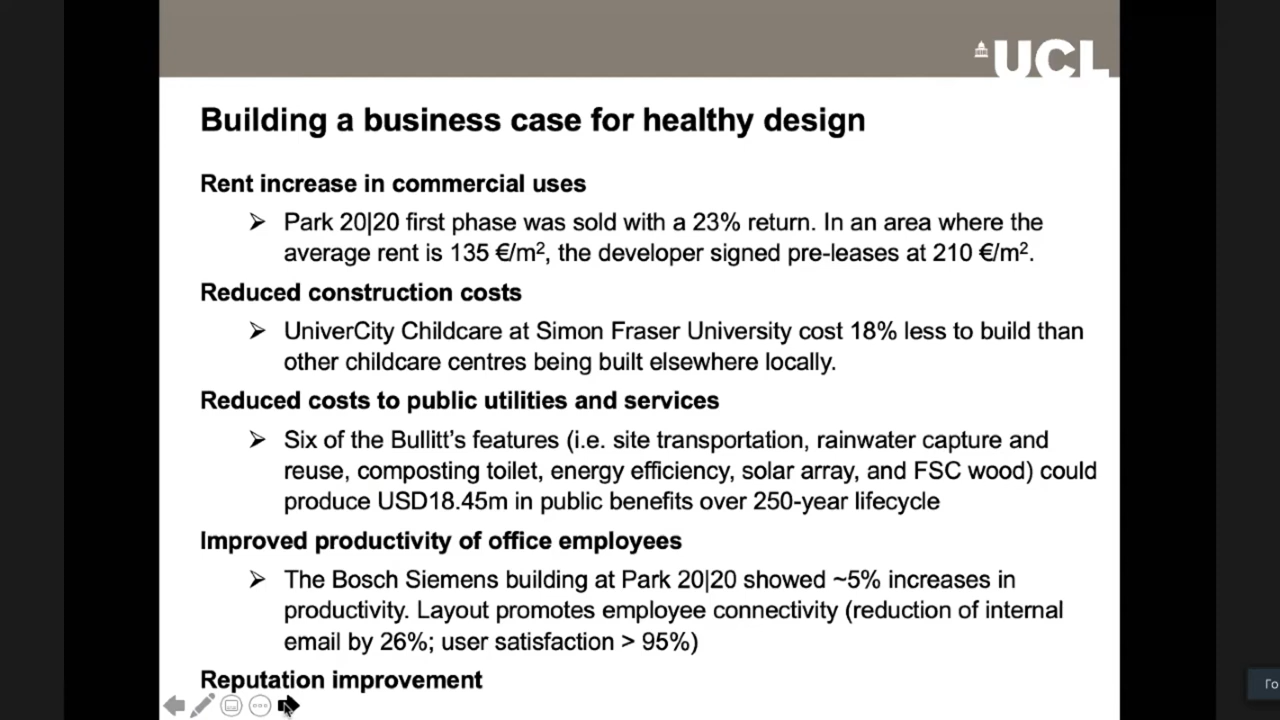 UCL
Building a business case for healthy design
Rent increase in commercial uses
Park 20|20 first phase was sold with a 23% return. In an area where the
average rent is 135 €/m², the developer signed pre-leases at 210 €/m².
Reduced construction costs
UniverCity Childcare at Simon Fraser University cost 18% less to build than
other childcare centres being built elsewhere locally.
Reduced costs to public utilities and services
Six of the Bullitt's features (i.e. site transportation, rainwater capture and
reuse, composting toilet, energy efficiency, solar array, and FSC wood) could
produce USD18.45m in public benefits over 250-year lifecycle
Improved productivity of office employees
The Bosch Siemens building at Park 20|20 showed ~5% increases in
productivity. Layout promotes employee connectivity (reduction of internal
email by 26%; user satisfaction > 95%)
Reputation improvement
Го